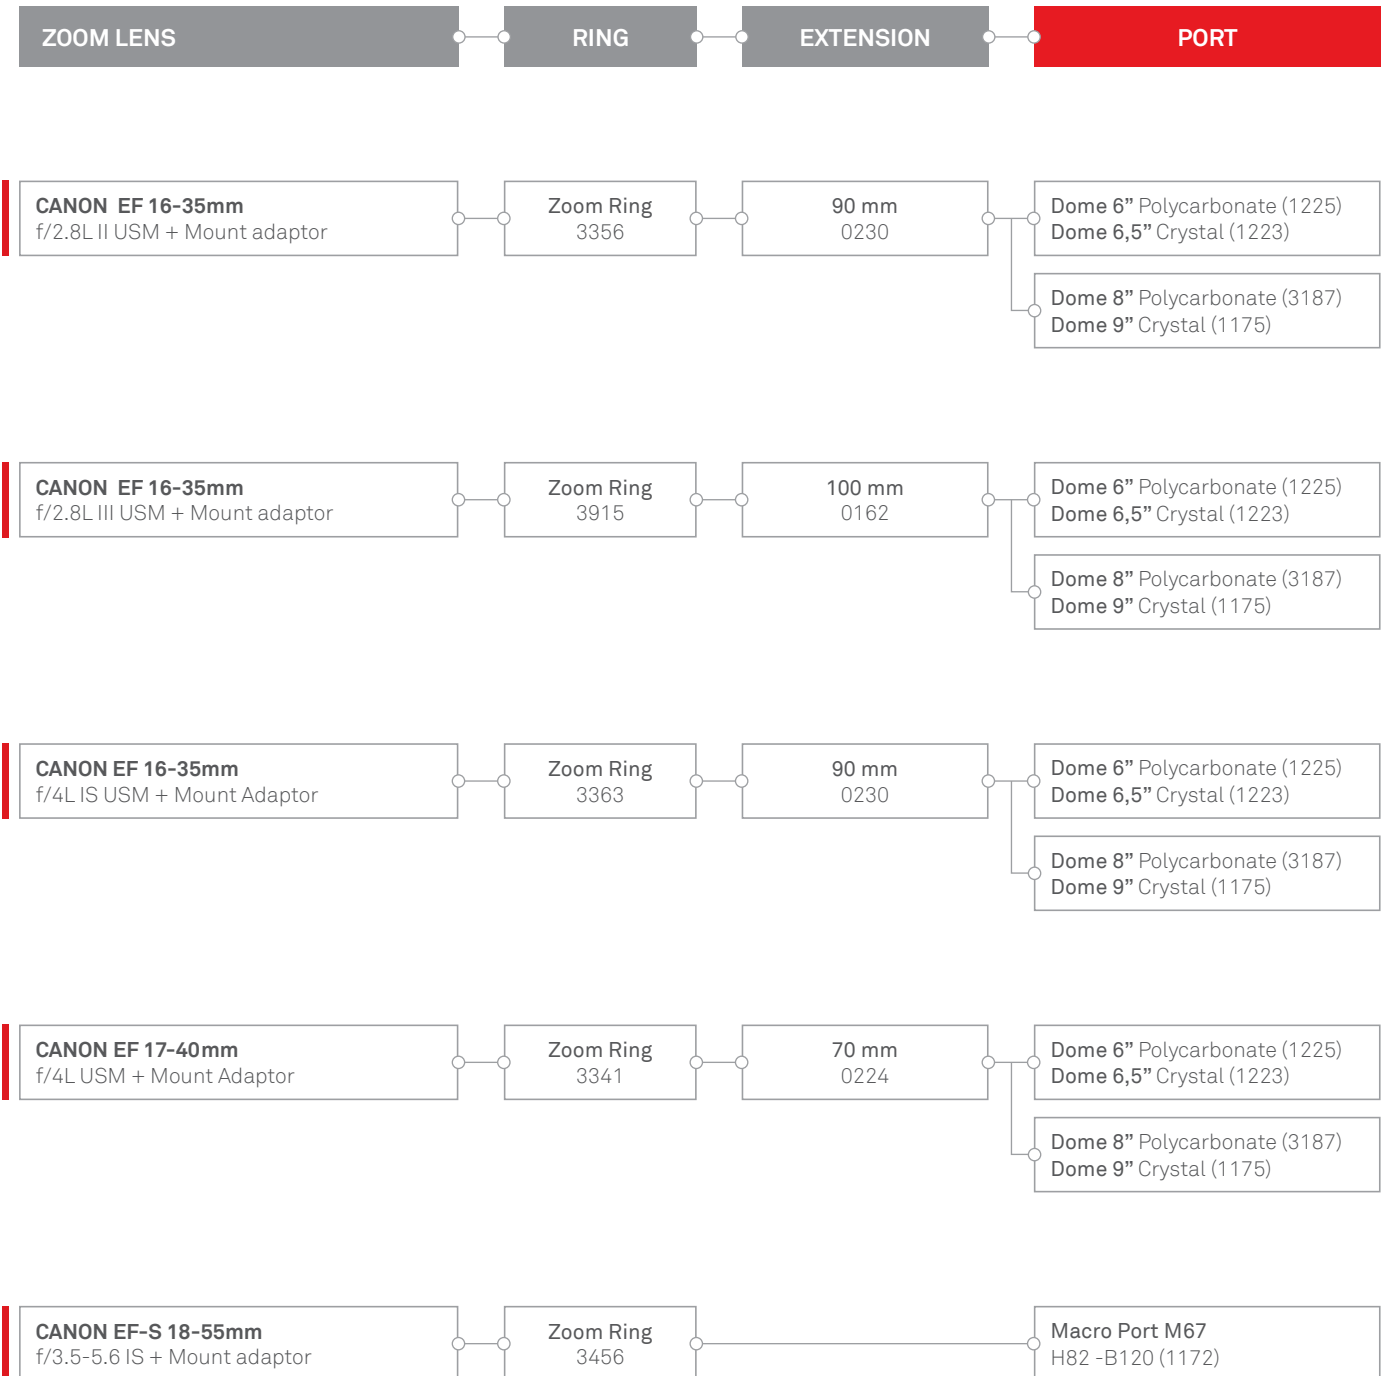 ZOOM LENS RING EXTENSION PORT
CANON EF 16-35mm
f/2.8L II USM + Mount adaptor
Zoom Ring
3356
90 mm
0230
Dome 6” Polycarbonate (1225)
Dome 6,5” Crystal (1223)
Dome 8” Polycarbonate (3187)
Dome 9” Crystal (1175)
CANON EF 16-35mm
f/2.8L III USM + Mount adaptor
Zoom Ring
3915
100 mm
0162
Dome 6” Polycarbonate (1225)
Dome 6,5” Crystal (1223)
Dome 8” Polycarbonate (3187)
Dome 9” Crystal (1175)
CANON EF 16-35mm
f/4L IS USM + Mount Adaptor
Zoom Ring
3363
90 mm
0230
Dome 6” Polycarbonate (1225)
Dome 6,5” Crystal (1223)
Dome 8” Polycarbonate (3187)
Dome 9” Crystal (1175)
CANON EF 17-40mm
f/4L USM + Mount Adaptor
Zoom Ring
3341
70 mm
0224
Dome 6” Polycarbonate (1225)
Dome 6,5” Crystal (1223)
Dome 8” Polycarbonate (3187)
Dome 9” Crystal (1175)
CANON EF-S 18-55mm
f/3.5-5.6 IS + Mount adaptor
Zoom Ring
3456
Macro Port M67
H82 -B120 (1172)